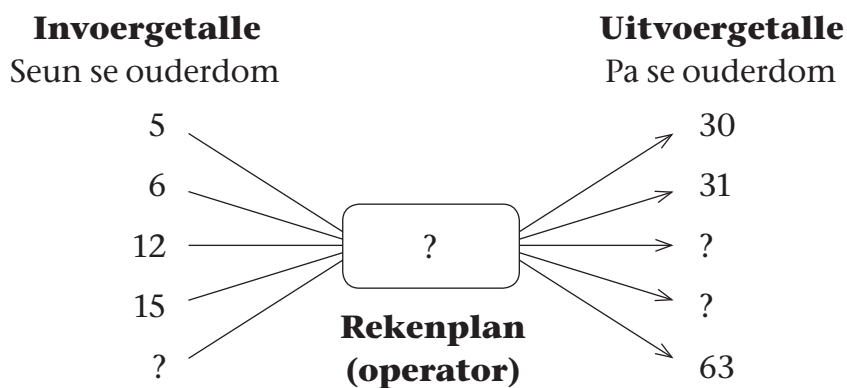 Invoergetalle
Seun se ouderdom
5
6
12
15
?
?
Rekenplan
(operator)
Uitvoergetalle
Pa se ouderdom
30
31
?
?
63